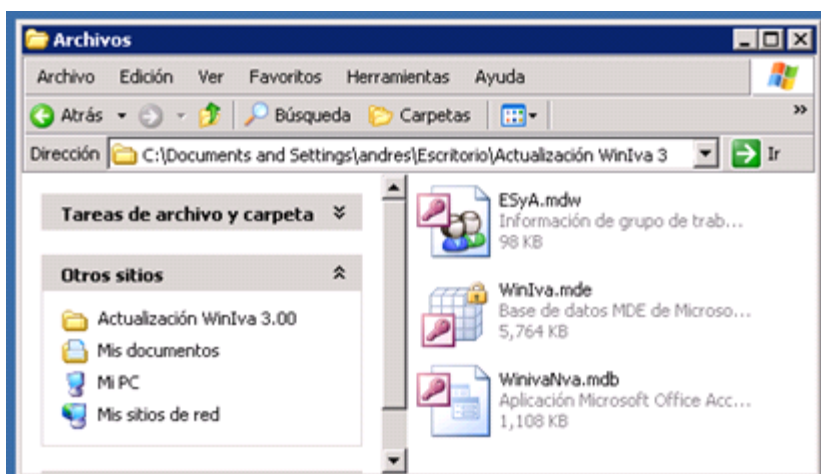 Archivos
Archivo Edición Ver Favoritos Herramientas Ayuda
Atrás Búsqueda Carpetas »
Dirección C:\Documents and Settings\andres\Escritorio\Actualización WinIva 3 Ir
Tareas de archivo y carpeta
Otros sitios
Actualización WinIva 3.00
Mis documentos
Mi PC
Mis sitios de red
ESyA.mdw
Información de grupo de trab...
98 KB
WinIva.mde
Base de datos MDE de Microso...
5,764 KB
WinivaNva.mdb
Aplicación Microsoft Office Acc...
1,108 KB